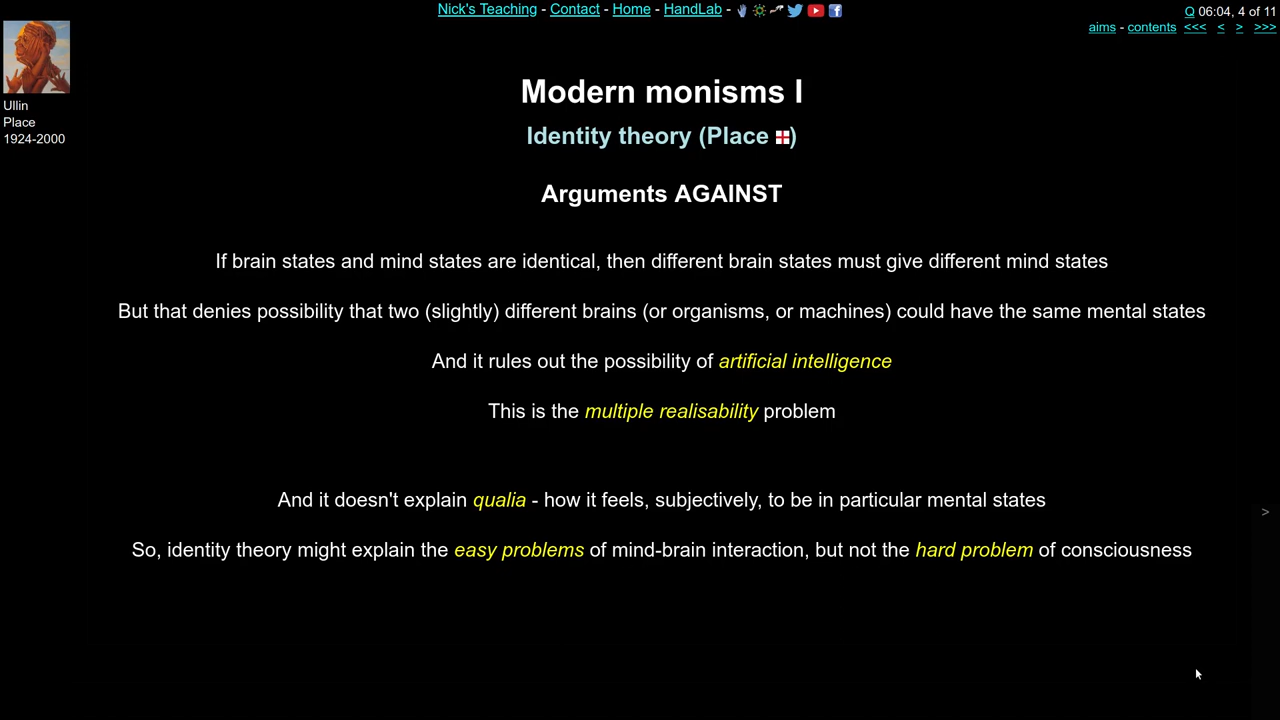 Nick's Teaching - Contact - Home - HandLab -
Q 06:04, 4 of 11
aims - contents <<< < > >>>
Ullin
Place
1924-2000
Modern monisms I
Identity theory (Place )
Arguments AGAINST
If brain states and mind states are identical, then different brain states must give different mind states
But that denies possibility that two (slightly) different brains (or organisms, or machines) could have the same mental states
And it rules out the possibility of artificial intelligence
This is the multiple realisability problem
And it doesn't explain qualia - how it feels, subjectively, to be in particular mental states
>
So, identity theory might explain the easy problems of mind-brain interaction, but not the hard problem of consciousness